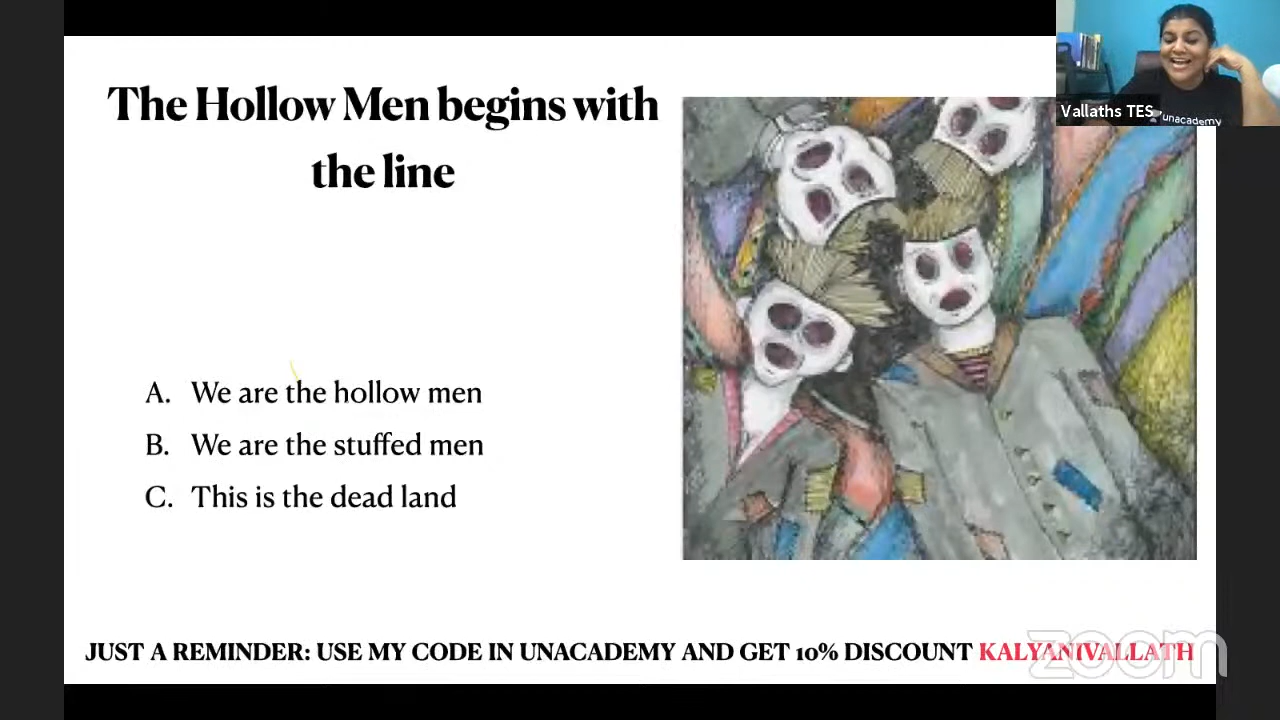 The Hollow Men begins with
the line
Vallaths TES
unacademy
A. We are the hollow men
B. We are the stuffed men
C. This is the dead land
JUST A REMINDER: USE MY CODE IN UNACADEMY AND GET 10% DISCOUNT KALYANIVALLATH
zoom